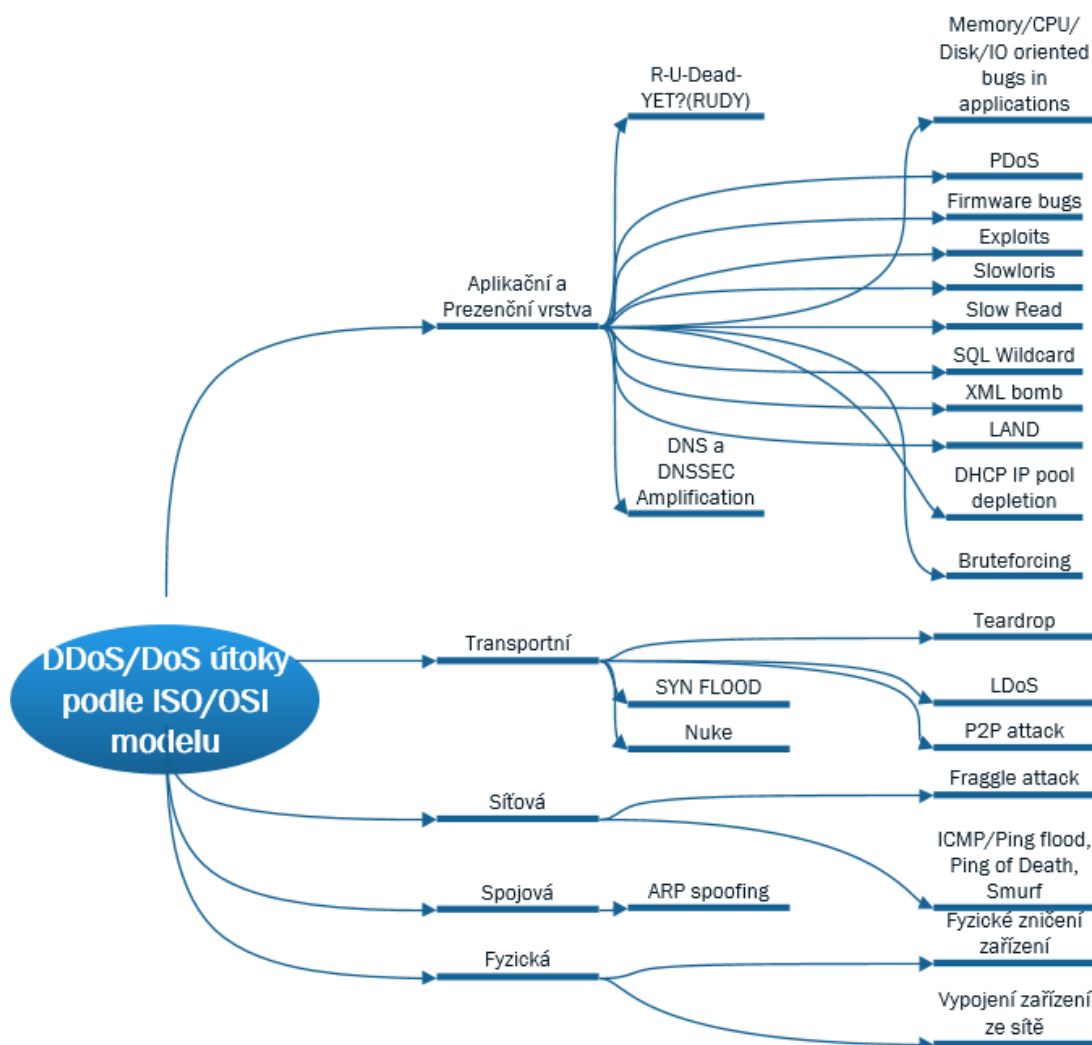 Memory/CPU/
Disk/IO oriented
bugs in
applications
R-U-Dead-
YET?(RUDY)
PDoS
Firmware bugs
Exploits
Slowloris
Aplikační a
Prezenční vrstva
Slow Read
SQL Wildcard
XML bomb
LAND
DNS a
DNSSEC
Amplification
DHCP IP pool
depletion
Bruteforcing
DDoS/DoS útoky
podle ISO/OSI
modelu
Transportní
Teardrop
SYN FLOOD
LDoS
Nuke
P2P attack
Síťová
Fraggle attack
ICMP/Ping flood,
Ping of Death,
Smurf
Spojová
ARP spoofing
Fyzická
Fyzické zničení
zařízení
Vypojení zařízení
ze sítě